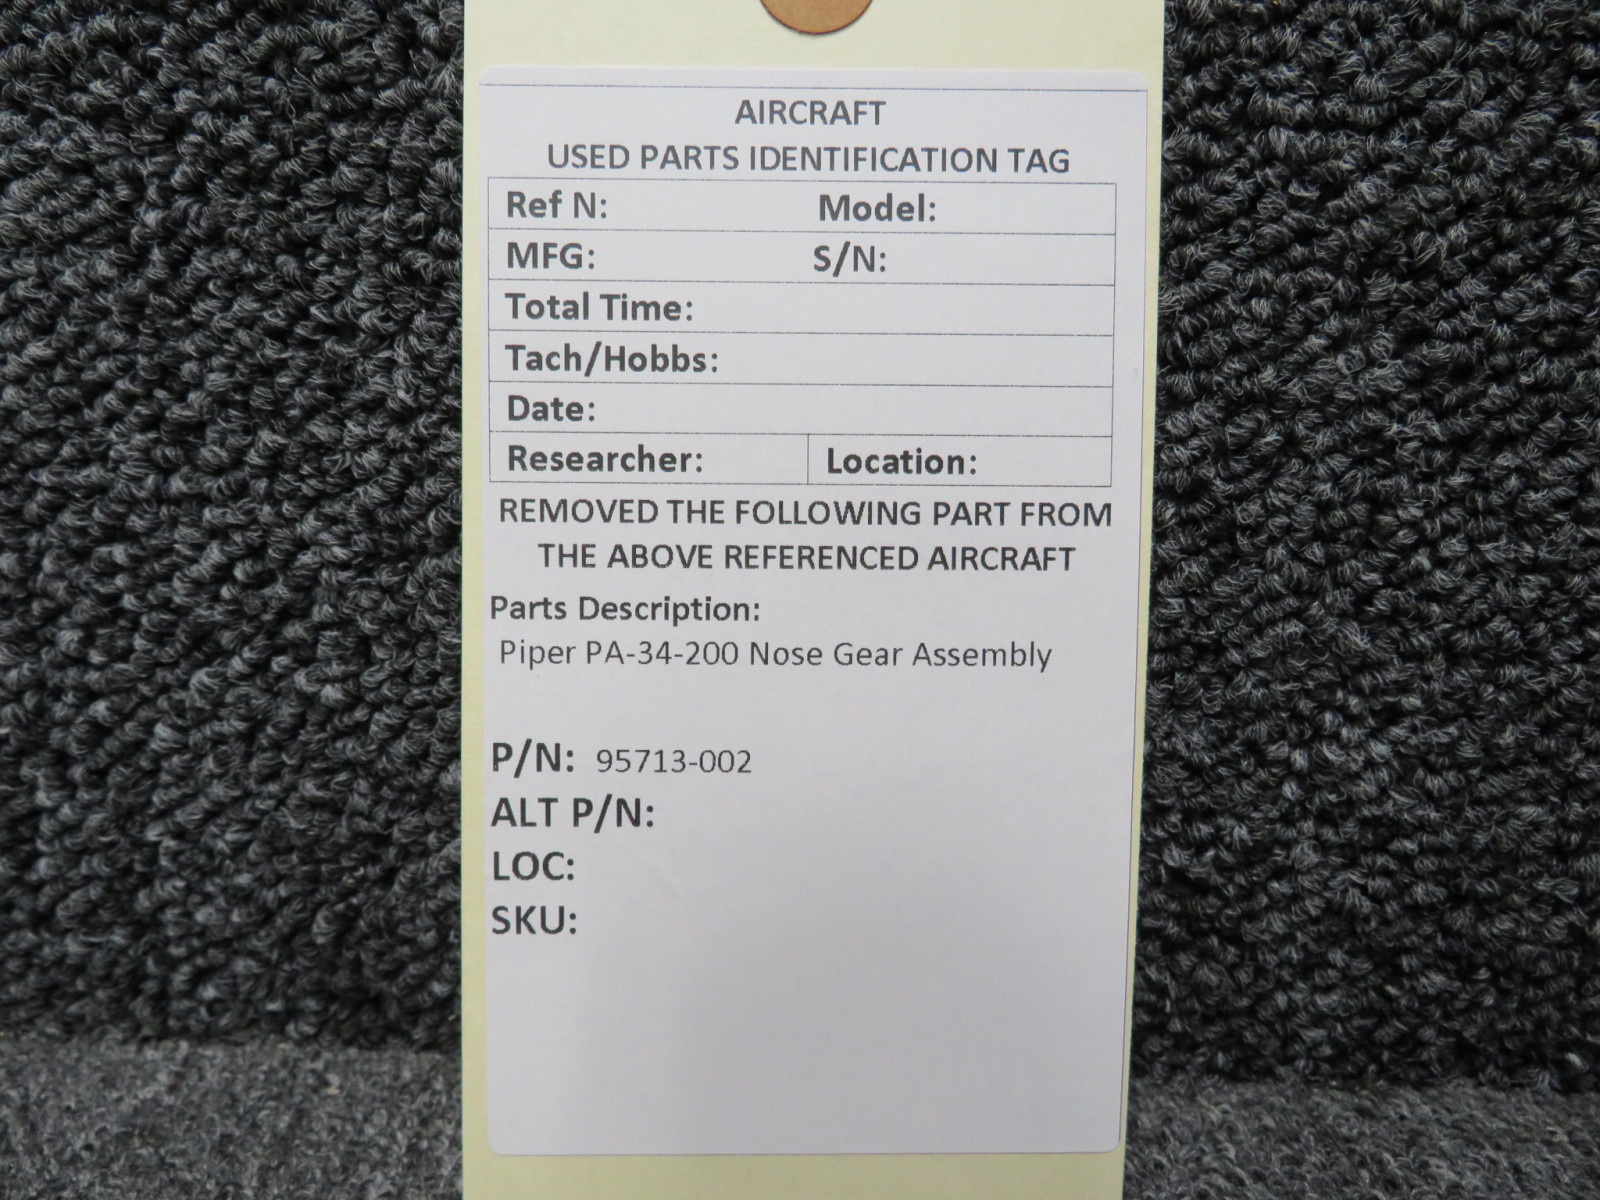 AIRCRAFT
USED PARTS IDENTIFICATION TAG
Ref N: Model:
MFG: S/N:
Total Time:
Tach/Hobbs:
Date:
Researcher: Location:
REMOVED THE FOLLOWING PART FROM
THE ABOVE REFERENCED AIRCRAFT
Parts Description:
Piper PA-34-200 Nose Gear Assembly
P/N: 95713-002
ALT P/N:
LOC:
SKU: